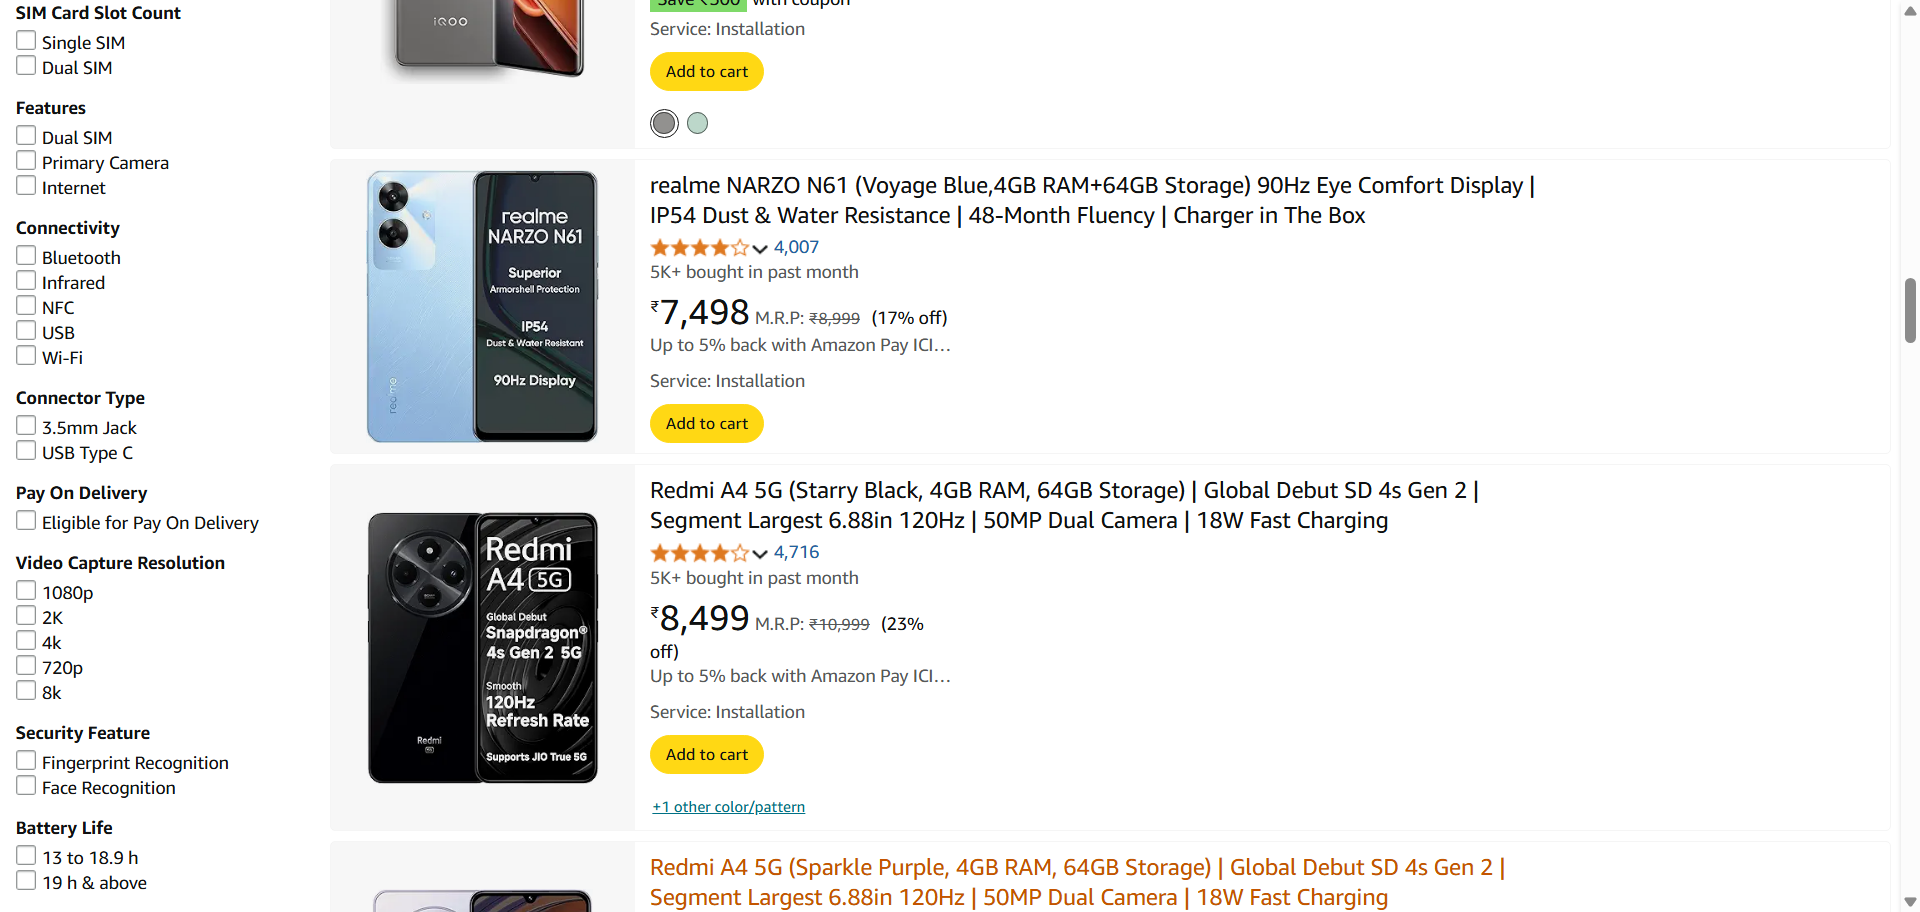 SIM Card Slot Count
Single SIM
Dual SIM
Features
Dual SIM
Primary Camera
Internet
Connectivity
Bluetooth
Infrared
NFC
USB
Wi-Fi
Connector Type
3.5mm Jack
USB Type C
Pay On Delivery
Eligible for Pay On Delivery
Video Capture Resolution
1080p
2K
4k
720p
8k
Security Feature
Fingerprint Recognition
Face Recognition
Battery Life
13 to 18.9 h
19 h & above
iQOO
Save ₹500 with coupon
Service: Installation
Add to cart
realme
realme
NARZO N61
Superior
Armorshell Protection
IP54
Dust & Water Resistant
90Hz Display
realme NARZO N61 (Voyage Blue,4GB RAM+64GB Storage) 90Hz Eye Comfort Display |
IP54 Dust & Water Resistance | 48-Month Fluency | Charger in The Box
4,007
5K+ bought in past month
₹7,498 M.R.P: ₹8,999 (17% off)
Up to 5% back with Amazon Pay ICI…
Service: Installation
Add to cart
Redmi
5G
Redmi
A4 5G
Global Debut
Snapdragon®
4s Gen 2 5G
Smooth
120Hz
Refresh Rate
Supports JIO True 5G
Redmi A4 5G (Starry Black, 4GB RAM, 64GB Storage) | Global Debut SD 4s Gen 2 |
Segment Largest 6.88in 120Hz | 50MP Dual Camera | 18W Fast Charging
4,716
5K+ bought in past month
₹8,499 M.R.P: ₹10,999 (23%
off)
Up to 5% back with Amazon Pay ICI…
Service: Installation
Add to cart
+1 other color/pattern
Redmi A4 5G (Sparkle Purple, 4GB RAM, 64GB Storage) | Global Debut SD 4s Gen 2 |
Segment Largest 6.88in 120Hz | 50MP Dual Camera | 18W Fast Charging